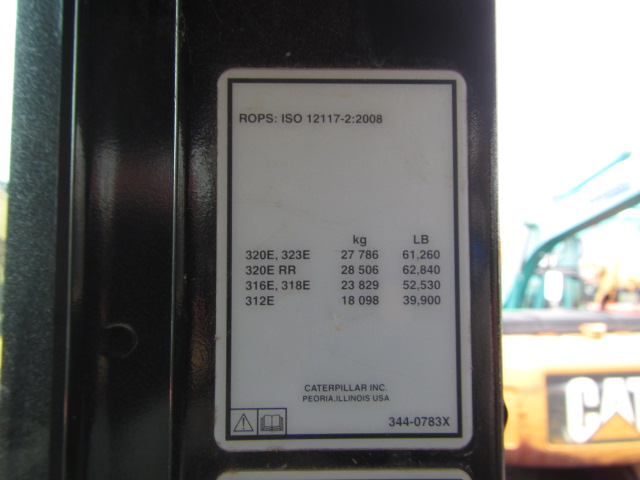 ROPS: ISO 12117-2:2008
kg LB
320E, 323E 27 786 61,260
320E RR 28 506 62,840
316E, 318E 23 829 52,530
312E 18 098 39,900
CATERPILLAR INC.
PEORIA,ILLINOIS USA
344-0783X
CAT